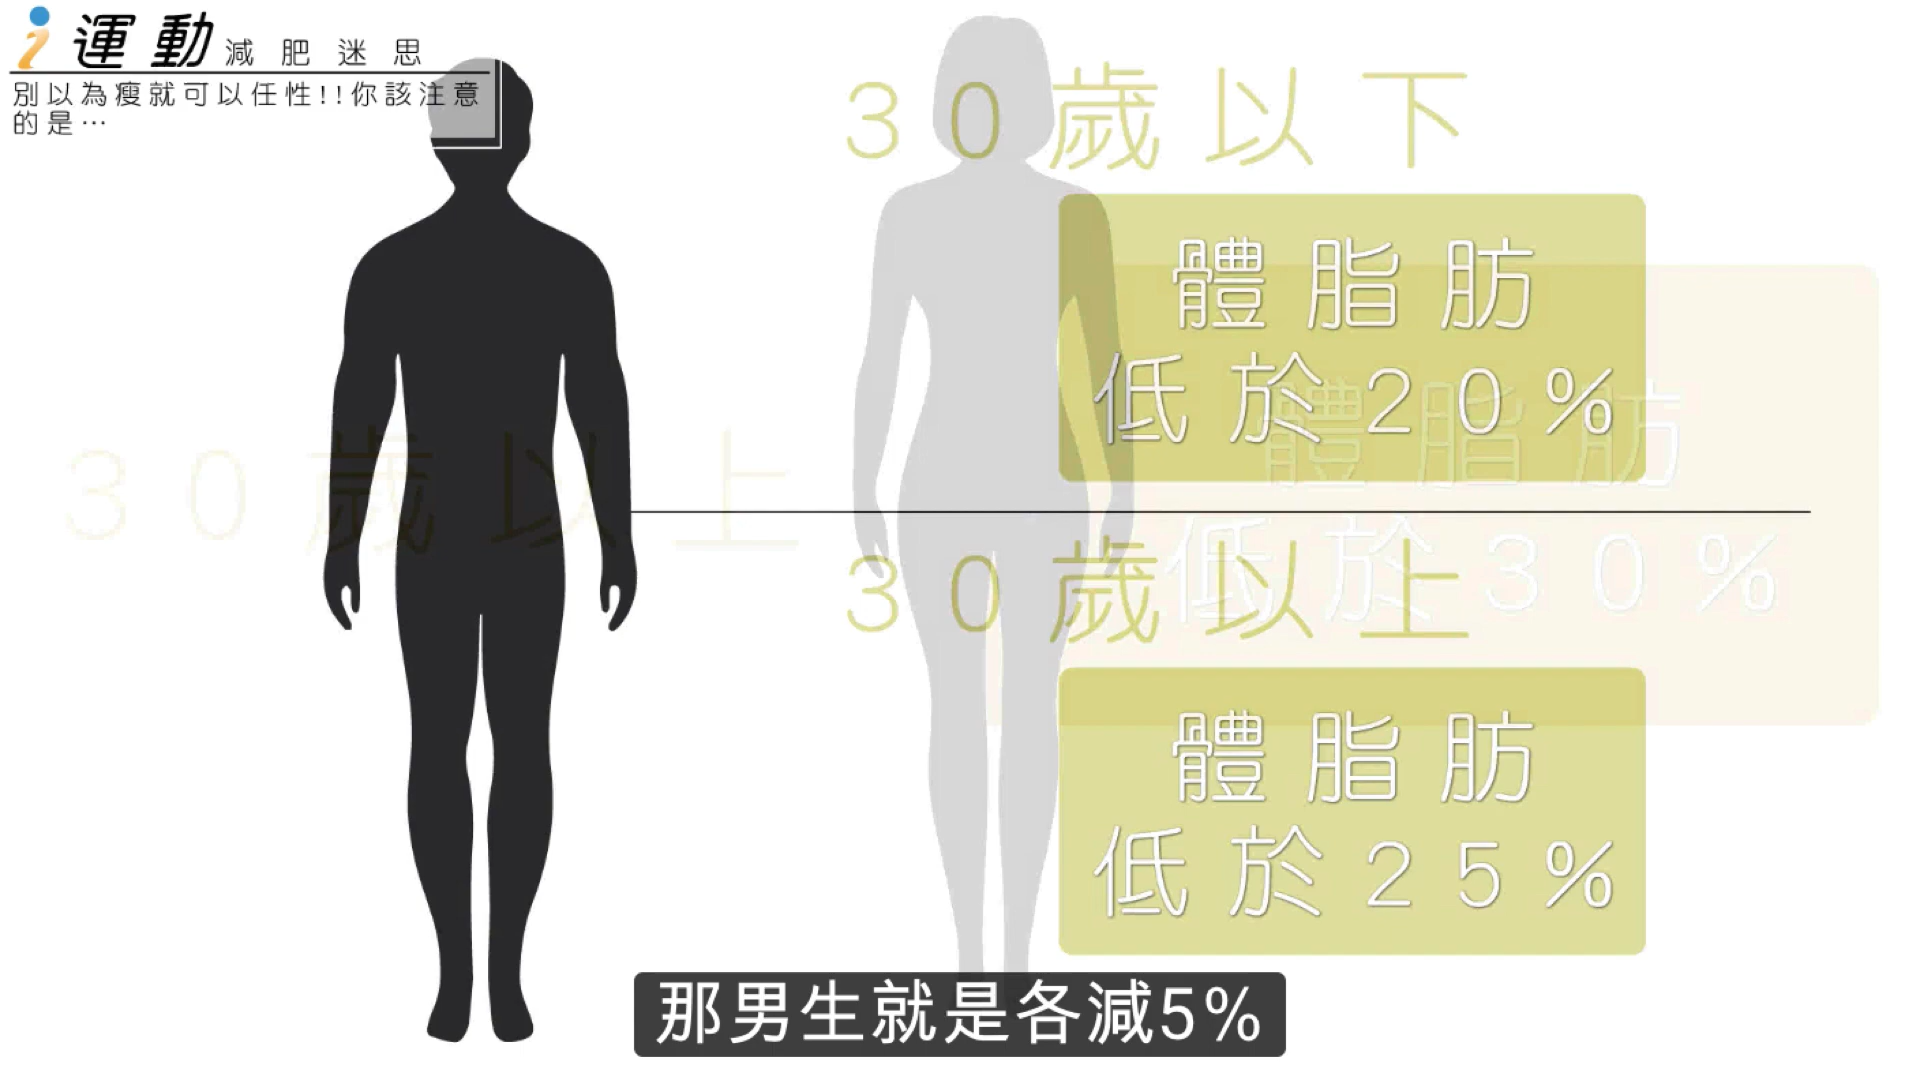 i運動減肥迷思
別以為瘦就可以任性!!你該注意
的是…
30歲以下
體脂肪
低於20%
30歲以上
體脂肪
低於30%
30歲以上
體脂肪
低於25%
那男生就是各減5%